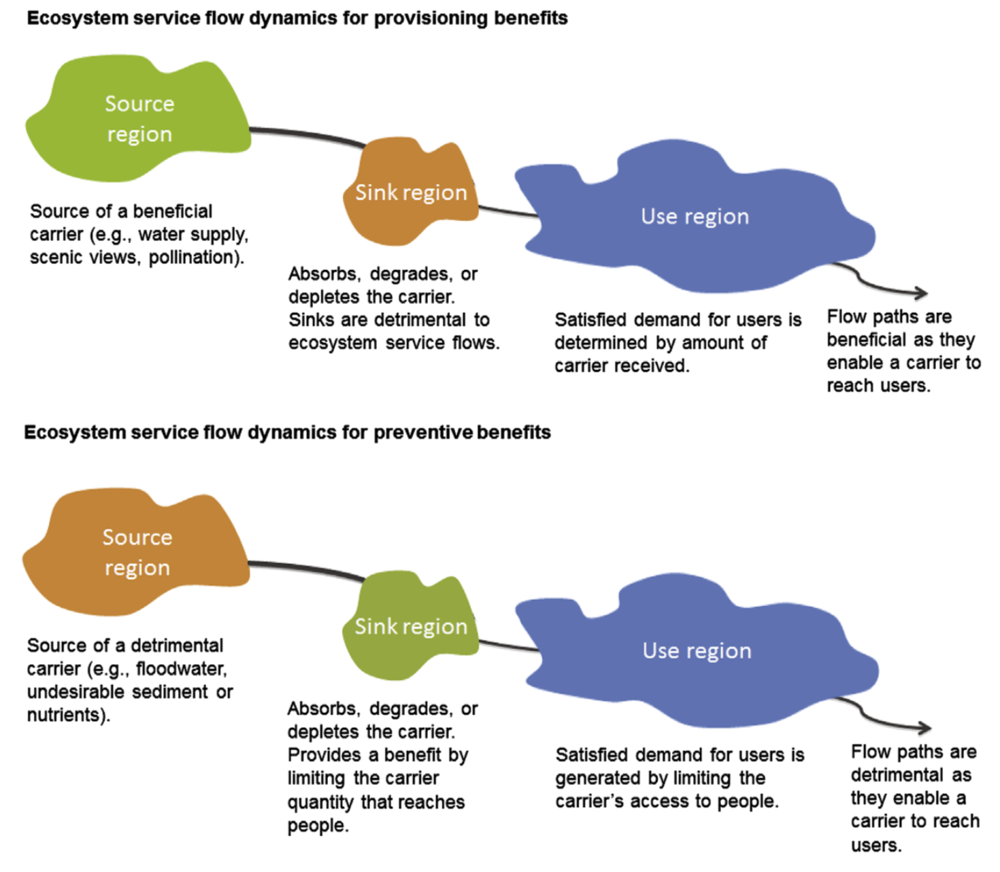 Ecosystem service flow dynamics for provisioning benefits
Source
region
Sink region
Use region
Source of a beneficial
carrier (e.g., water supply,
scenic views, pollination).
Absorbs, degrades, or
depletes the carrier.
Sinks are detrimental to
ecosystem service flows.
Satisfied demand for users is
determined by amount of
carrier received.
Flow paths are
beneficial as they
enable a carrier to
reach users.
Ecosystem service flow dynamics for preventive benefits
Source
region
Sink region
Use region
Source of a detrimental
carrier (e.g., floodwater,
undesirable sediment or
nutrients).
Absorbs, degrades, or
depletes the carrier.
Provides a benefit by
limiting the carrier
quantity that reaches
people.
Satisfied demand for users is
generated by limiting the
carrier's access to people.
Flow paths are
detrimental as
they enable a
carrier to reach
users.